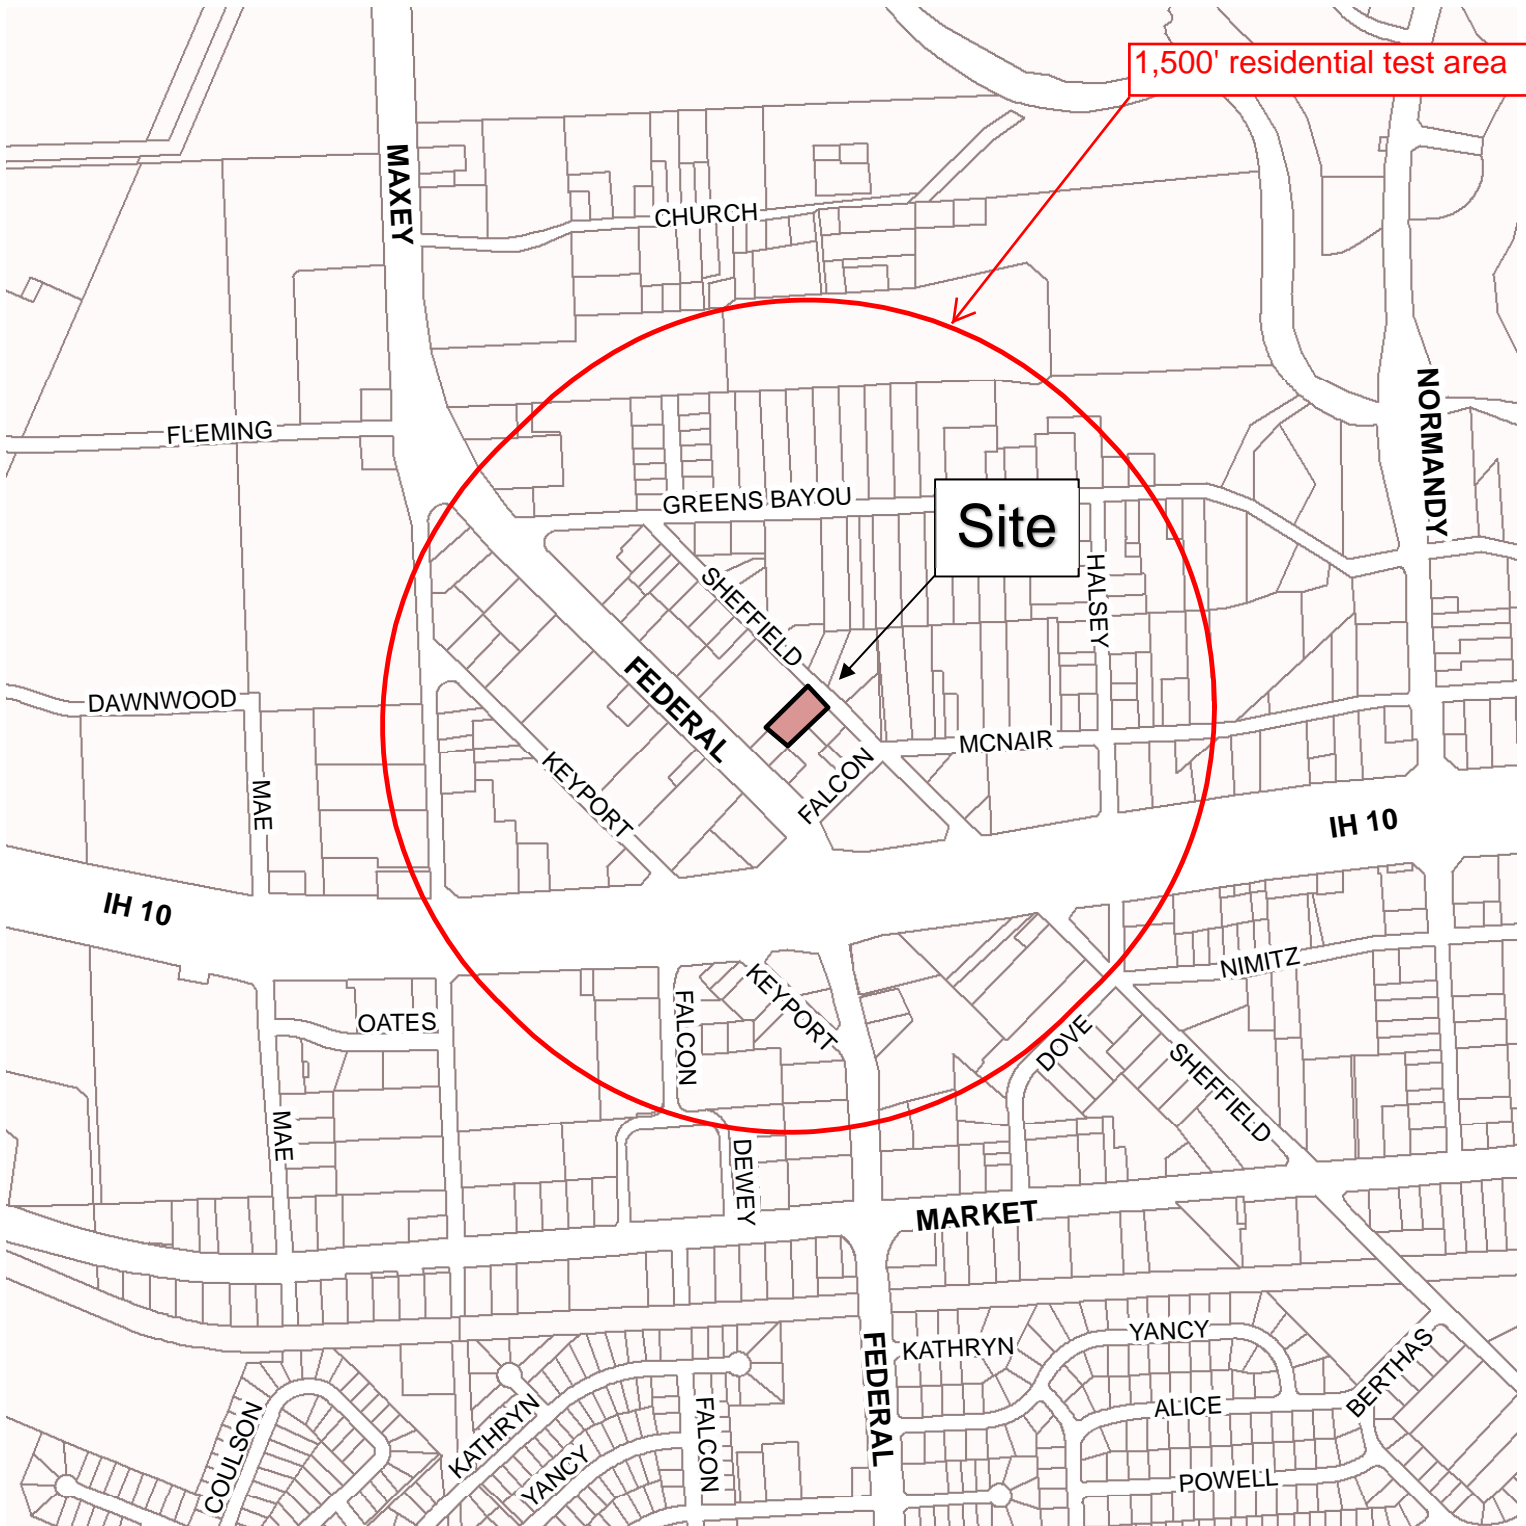 1,500' residential test area
MAXEY
CHURCH
NORMANDY
FLEMING
GREENS BAYOU
Site
HALSEY
SHEFFIELD
FEDERAL
DAWNWOOD
MCNAIR
FALCON
KEYPORT
MAE
IH 10
IH 10
NIMITZ
KEYPORT
FALCON
OATES
DOVE
SHEFFIELD
MAE
DEWEY
MARKET
YANCY
KATHRYN
FEDERAL
BERTHAS
ALICE
KATHRYN
FALCON
COULSON
YANCY
POWELL